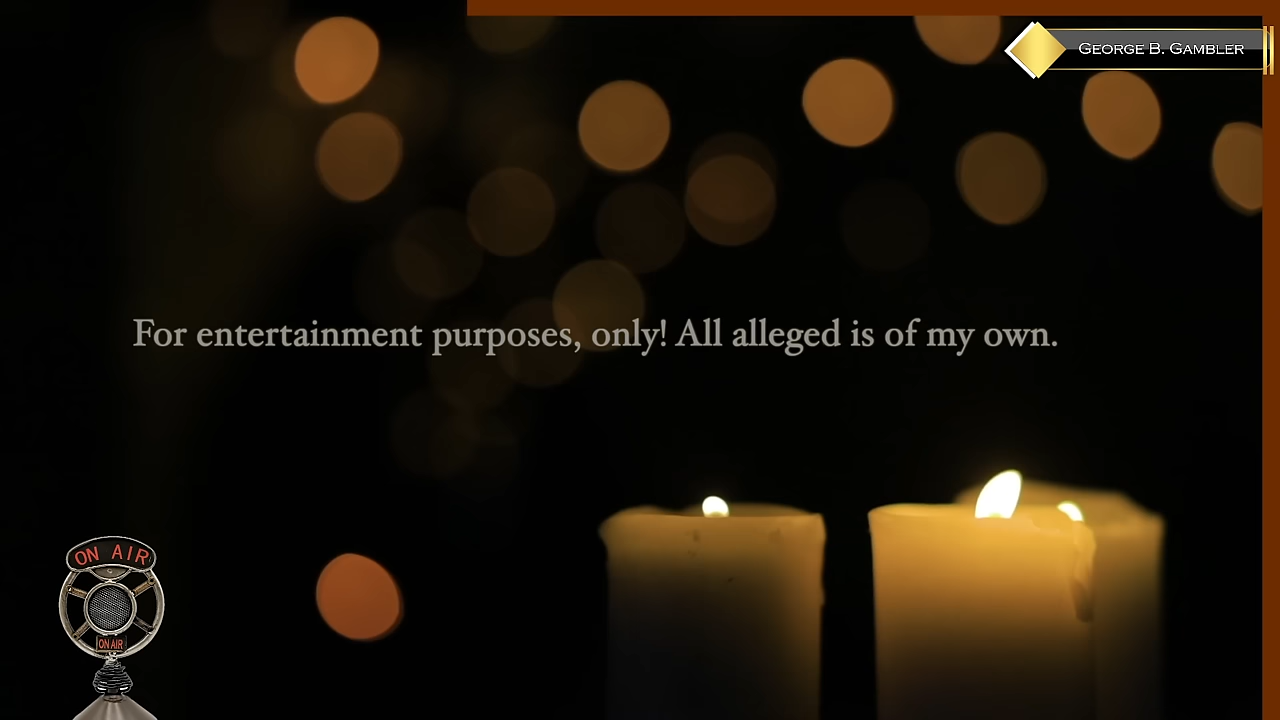 George B. Gambler
For entertainment purposes, only! All alleged is of my own.
ON AIR
ON AIR